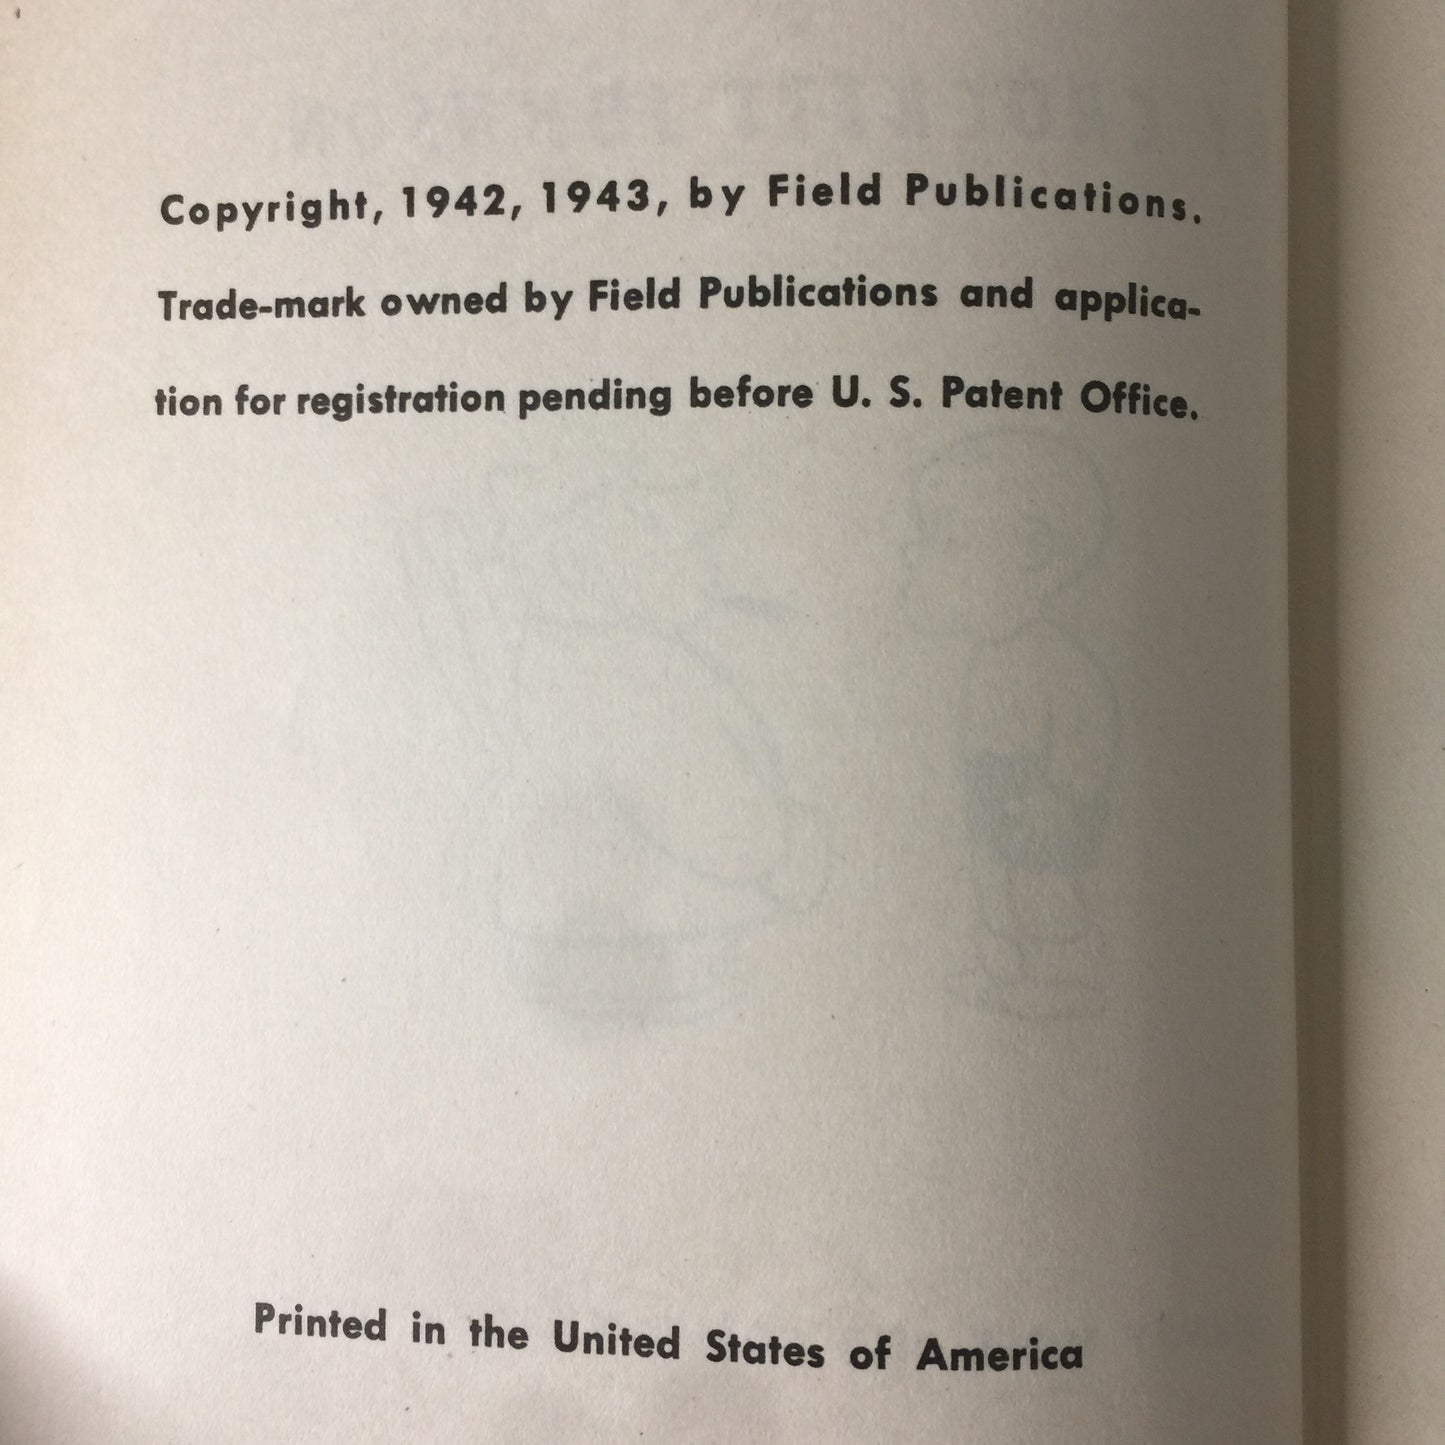 Copyright, 1942, 1943, by Field Publications.
Trade-mark owned by Field Publications and applica-
tion for registration pending before U. S. Patent Office.
Printed in the United States of America